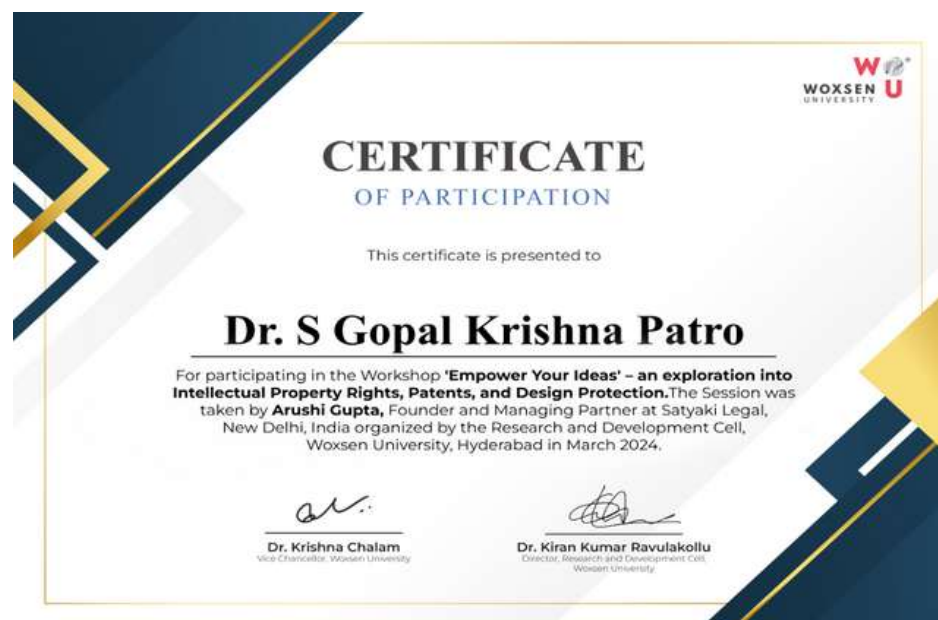 WOXSEN
UNIVERSITY
W
U
CERTIFICATE
OF PARTICIPATION
This certificate is presented to
Dr. S Gopal Krishna Patro
For participating in the Workshop 'Empower Your Ideas' – an exploration into
Intellectual Property Rights, Patents, and Design Protection.The Session was
taken by Arushi Gupta, Founder and Managing Partner at Satyaki Legal,
New Delhi, India organized by the Research and Development Cell,
Woxsen University, Hyderabad in March 2024.
Dr. Krishna Chalam
Vice Chancellor, Woxsen University
Dr. Kiran Kumar Ravulakollu
Director, Research and Development Cell,
Woxsen University